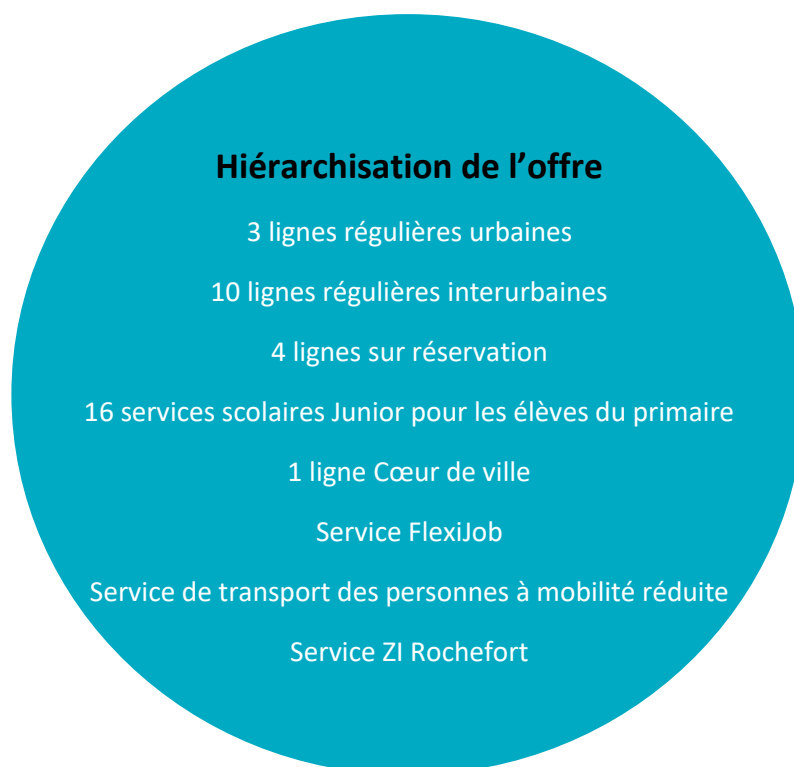 Hiérarchisation de l’offre
3 lignes régulières urbaines
10 lignes régulières interurbaines
4 lignes sur réservation
16 services scolaires Junior pour les élèves du primaire
1 ligne Cœur de ville
Service FlexiJob
Service de transport des personnes à mobilité réduite
Service ZI Rochefort